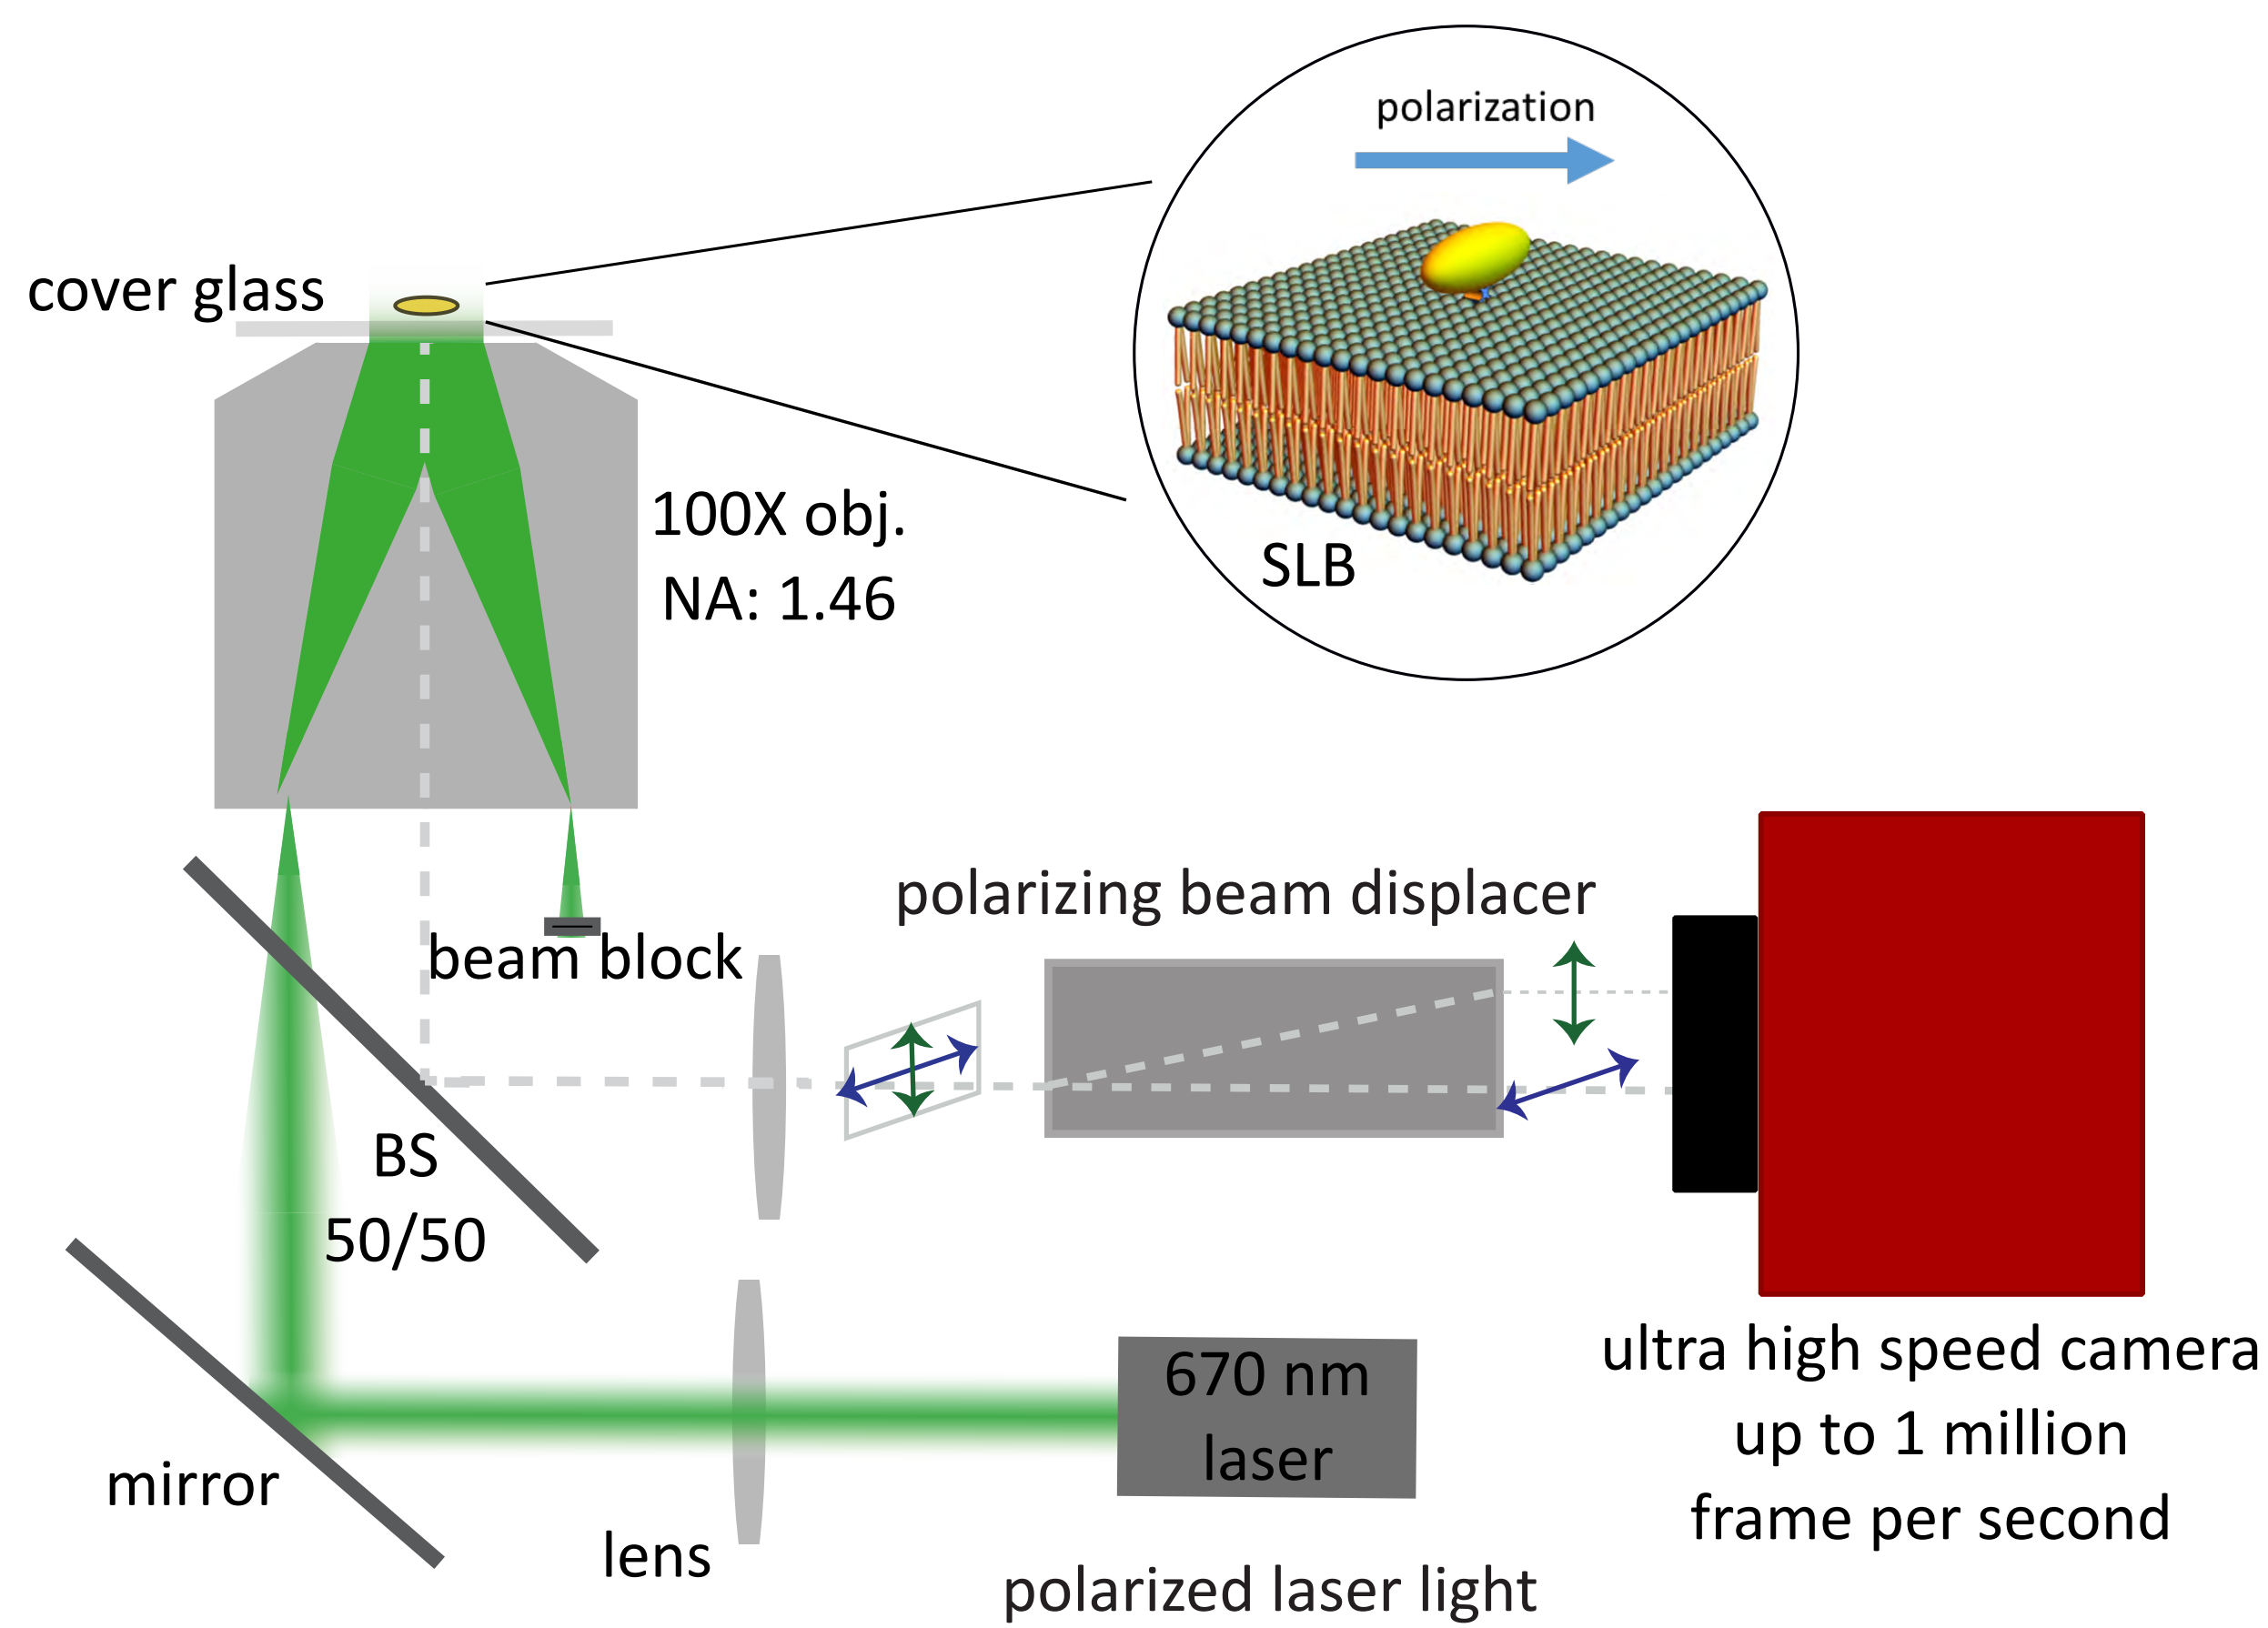 polarization
cover glass
100X obj.
NA: 1.46
SLB
polarizing beam displacer
beam block
BS
50/50
mirror
lens
670 nm
laser
polarized laser light
ultra high speed camera
up to 1 million
frame per second